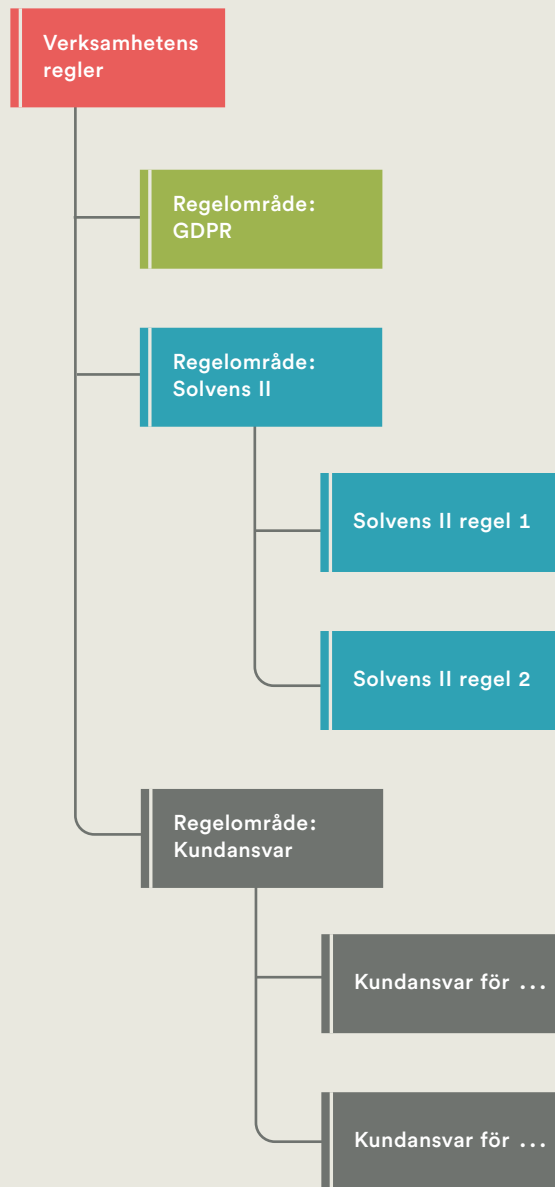 Verksamhetens
regler
Regelområde:
GDPR
Regelområde:
Solvens II
Solvens II regel 1
Solvens II regel 2
Regelområde:
Kundansvar
Kundansvar för ...
Kundansvar för ...